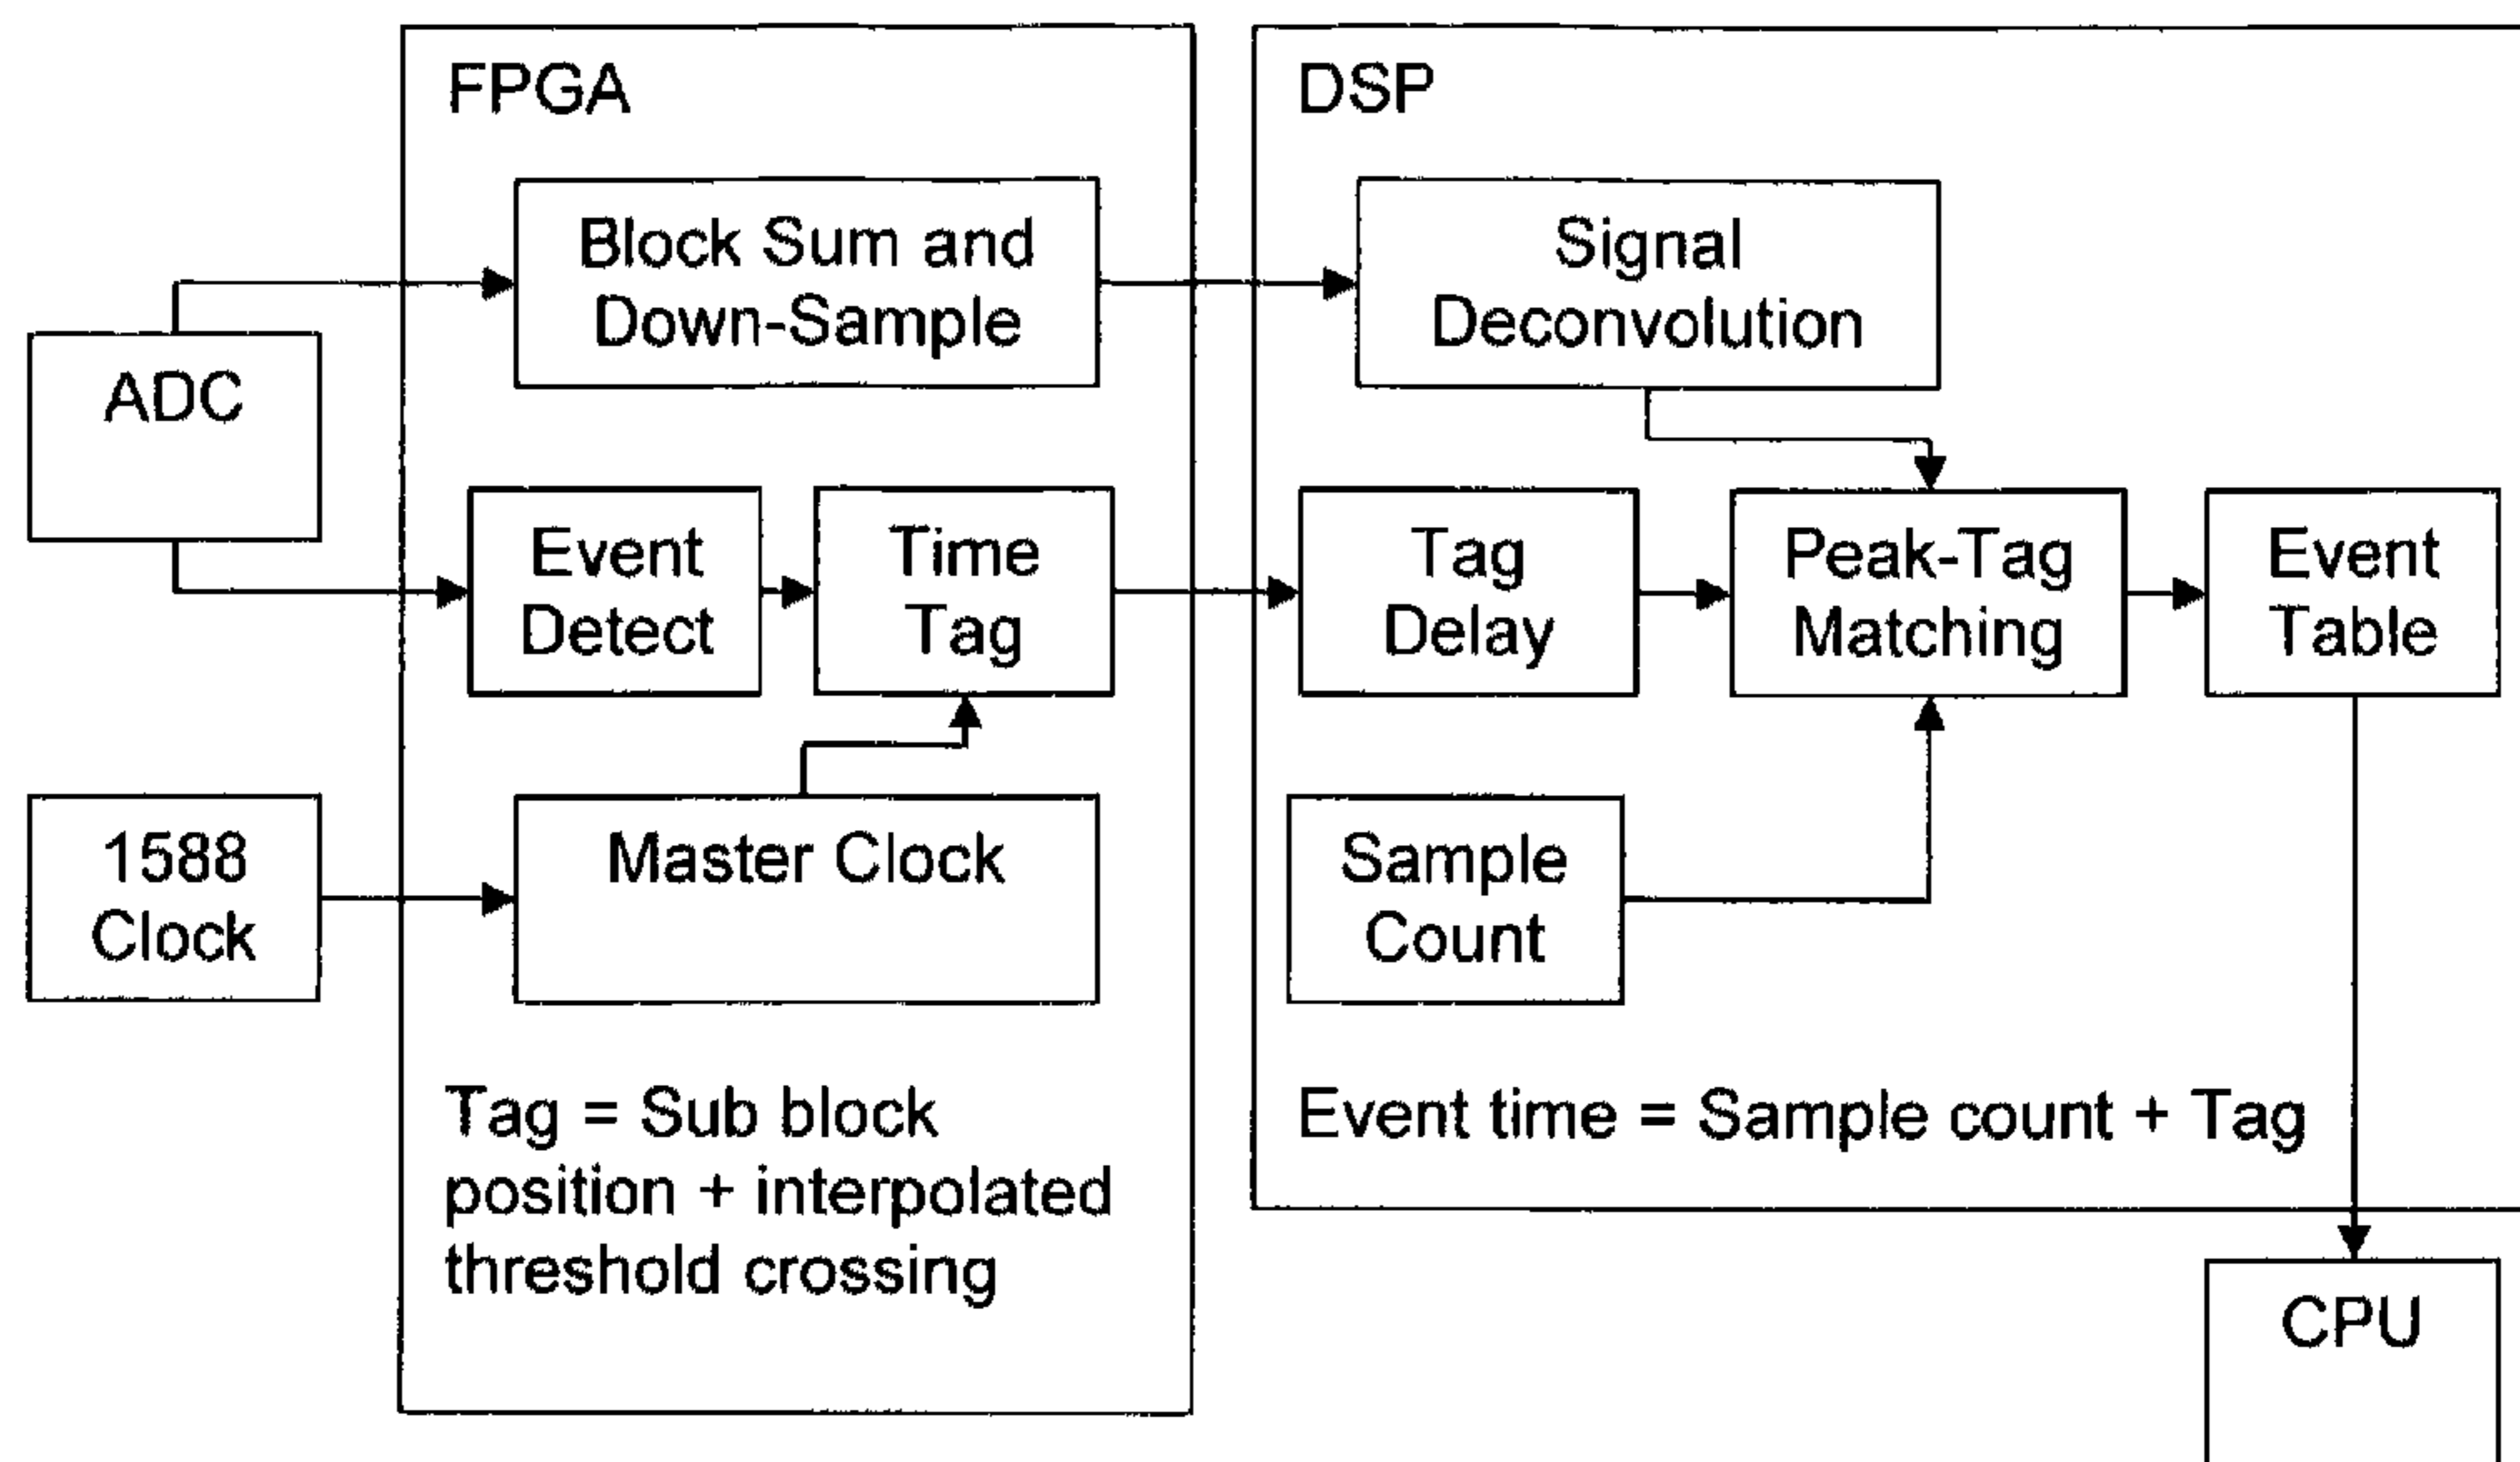 FPGA
DSP
Block Sum and
Down-Sample
Signal
Deconvolution
ADC
Event
Detect
Time
Tag
Tag
Delay
Peak-Tag
Matching
Event
Table
1588
Clock
Master Clock
Sample
Count
Tag = Sub block
position + interpolated
threshold crossing
Event time = Sample count + Tag
CPU